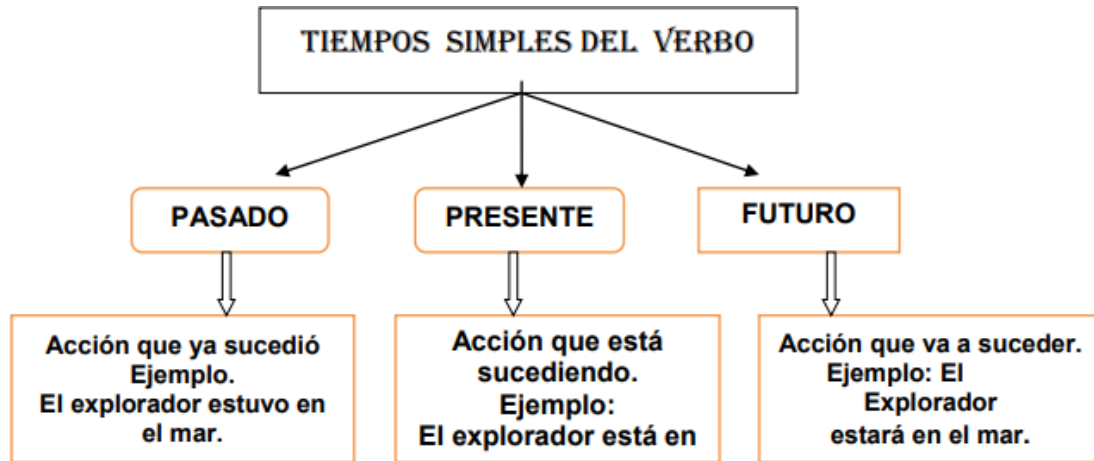 TIEMPOS SIMPLES DEL VERBO
PASADO
PRESENTE
FUTURO
Acción que ya sucedió
Ejemplo.
El explorador estuvo en
el mar.
Acción que está
sucediendo.
Ejemplo:
El explorador está en
Acción que va a suceder.
Ejemplo: El
Explorador
estará en el mar.